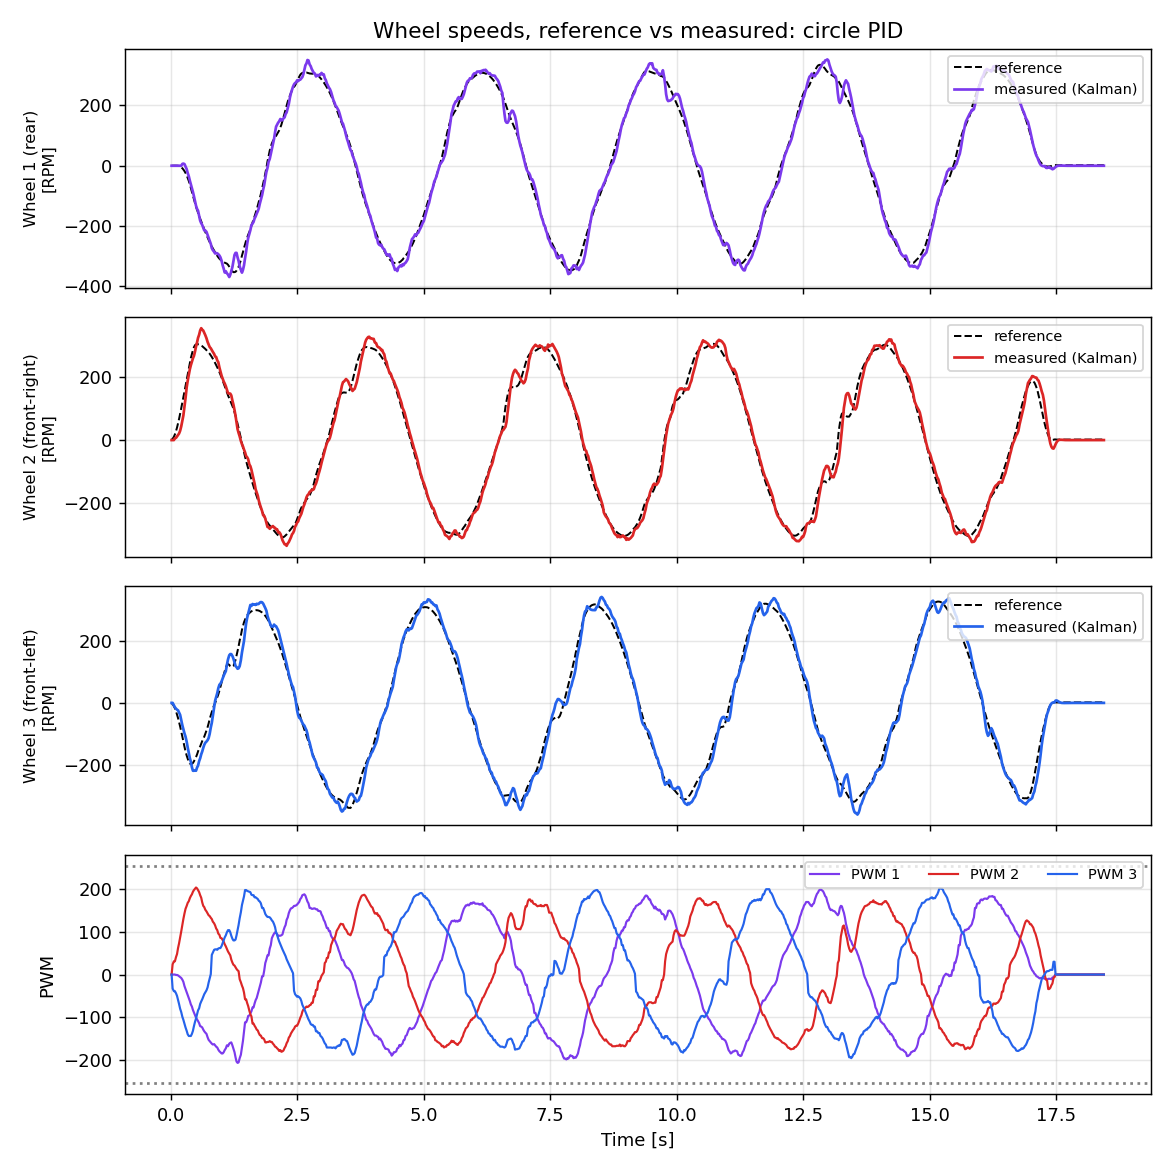 Wheel speeds, reference vs measured: circle PID
Wheel 1 (rear)
[RPM]
200
0
−200
−400
reference
measured (Kalman)
Wheel 2 (front-right)
[RPM]
200
0
−200
reference
measured (Kalman)
Wheel 3 (front-left)
[RPM]
200
0
−200
reference
measured (Kalman)
PWM
200
100
0
−100
−200
PWM 1 PWM 2 PWM 3
0.0 2.5 5.0 7.5 10.0 12.5 15.0 17.5
Time [s]